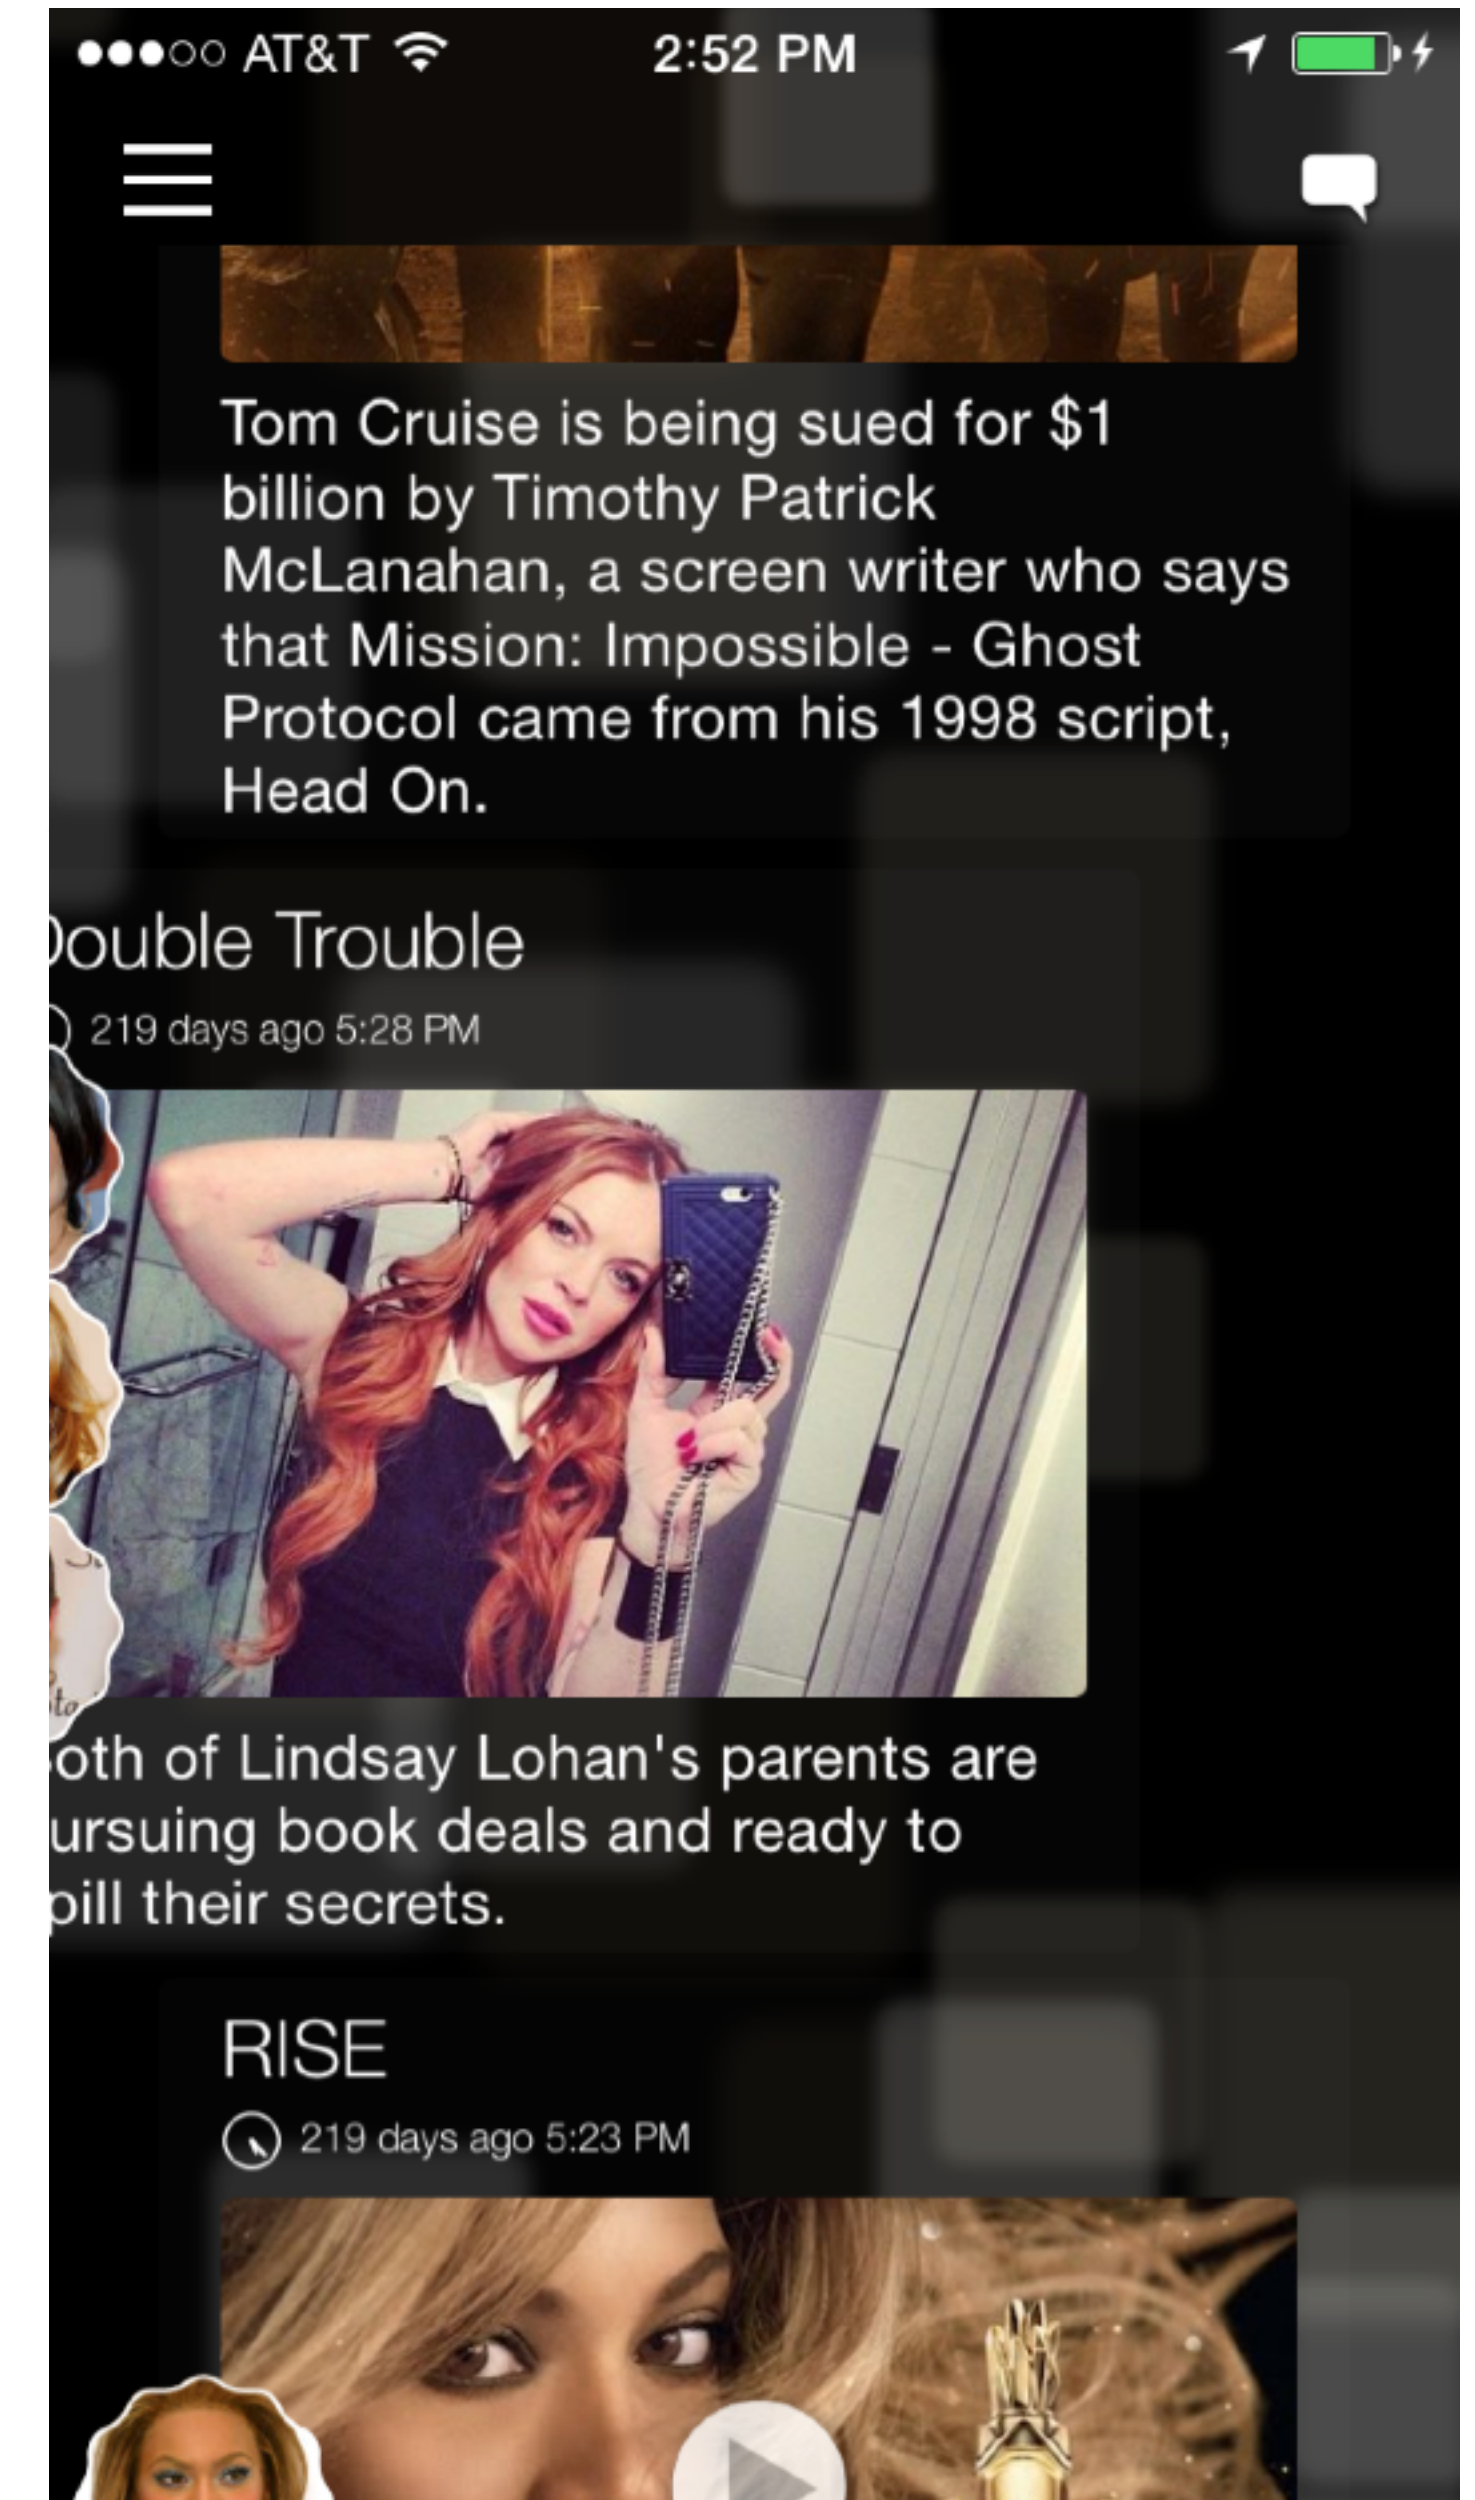 AT&T 2:52 PM
Tom Cruise is being sued for $1
billion by Timothy Patrick
McLanahan, a screen writer who says
that Mission: Impossible - Ghost
Protocol came from his 1998 script,
Head On.
Double Trouble
219 days ago 5:28 PM
oth of Lindsay Lohan's parents are
ursuing book deals and ready to
pill their secrets.
RISE
219 days ago 5:23 PM